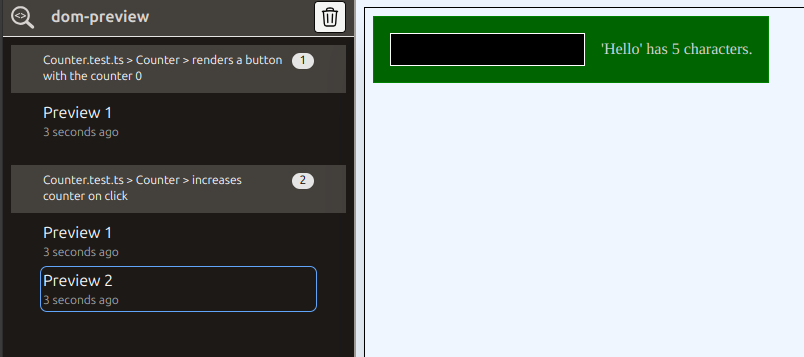 dom-preview
Counter.test.ts > Counter > renders a button
with the counter 0
1
Preview 1
3 seconds ago
Counter.test.ts > Counter > increases
counter on click
2
Preview 1
3 seconds ago
Preview 2
3 seconds ago
'Hello' has 5 characters.